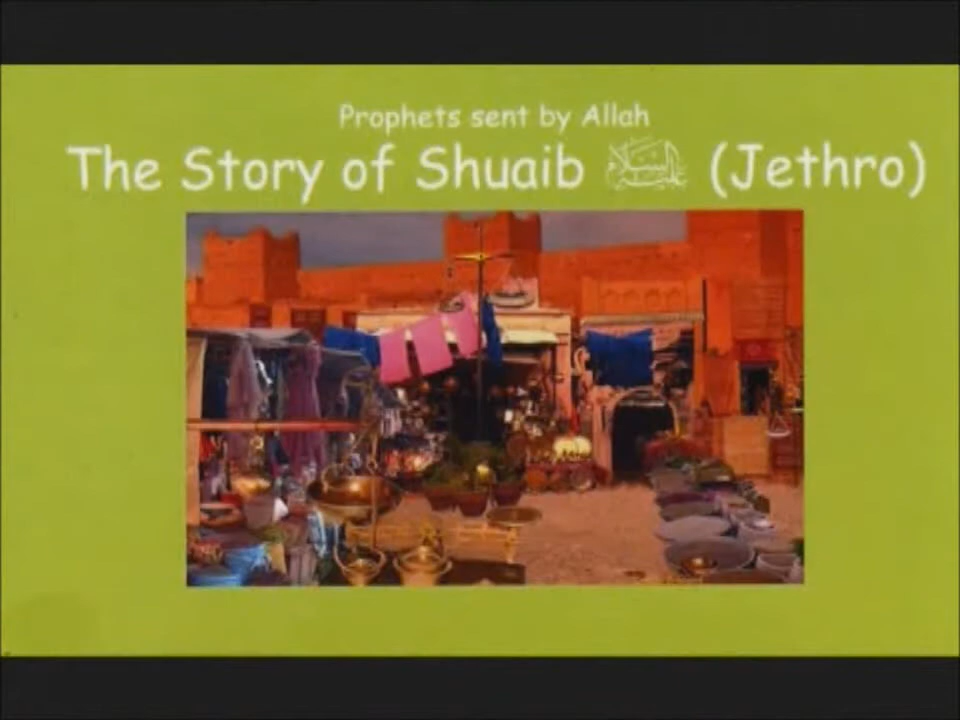 Prophets sent by Allah
The Story of Shuaib عليه السلام (Jethro)